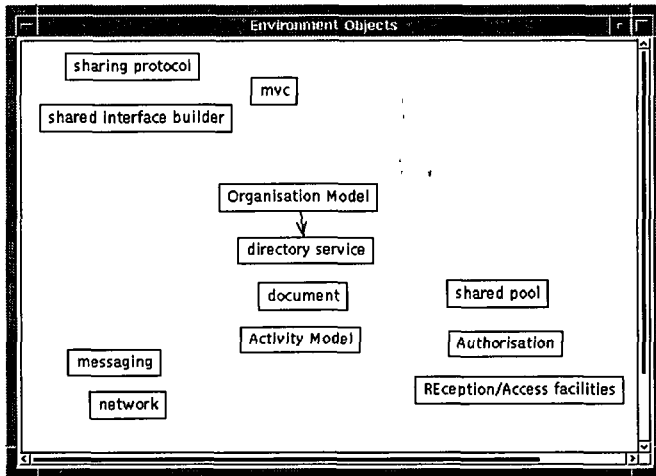 Environment Objects
sharing protocol
mvc
shared interface builder
Organisation Model
directory service
document
shared pool
Activity Model
Authorisation
messaging
REception/Access facilities
network